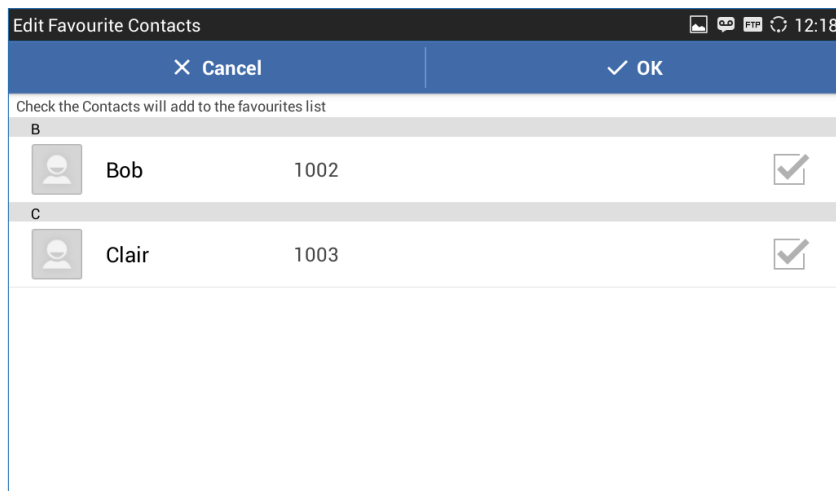 Edit Favourite Contacts FTP 12:18
Cancel OK
Check the Contacts will add to the favourites list
B
Bob 1002
C
Clair 1003